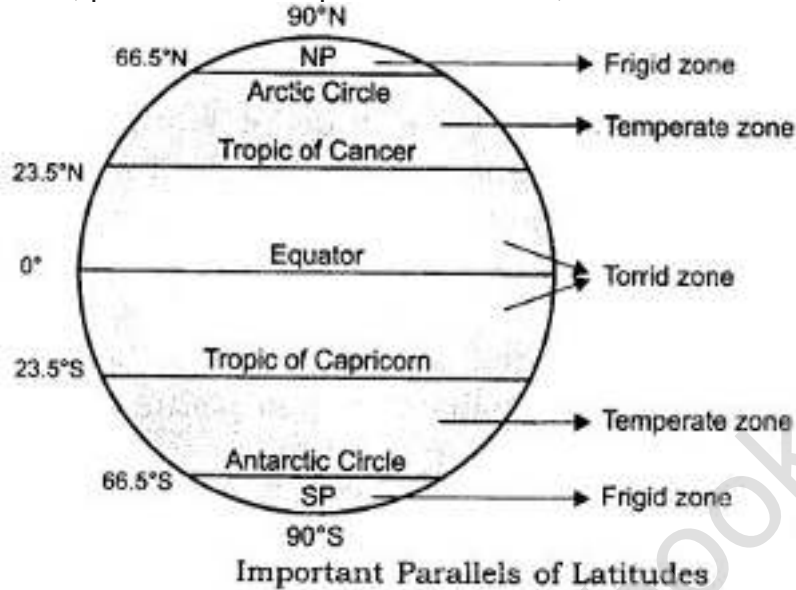 90°N
66.5°N NP Frigid zone
Arctic Circle
Temperate zone
Tropic of Cancer
23.5°N
Equator
0° Torrid zone
Tropic of Capricorn
23.5°S
Temperate zone
Antarctic Circle
66.5°S
SP Frigid zone
90°S
Important Parallels of Latitudes